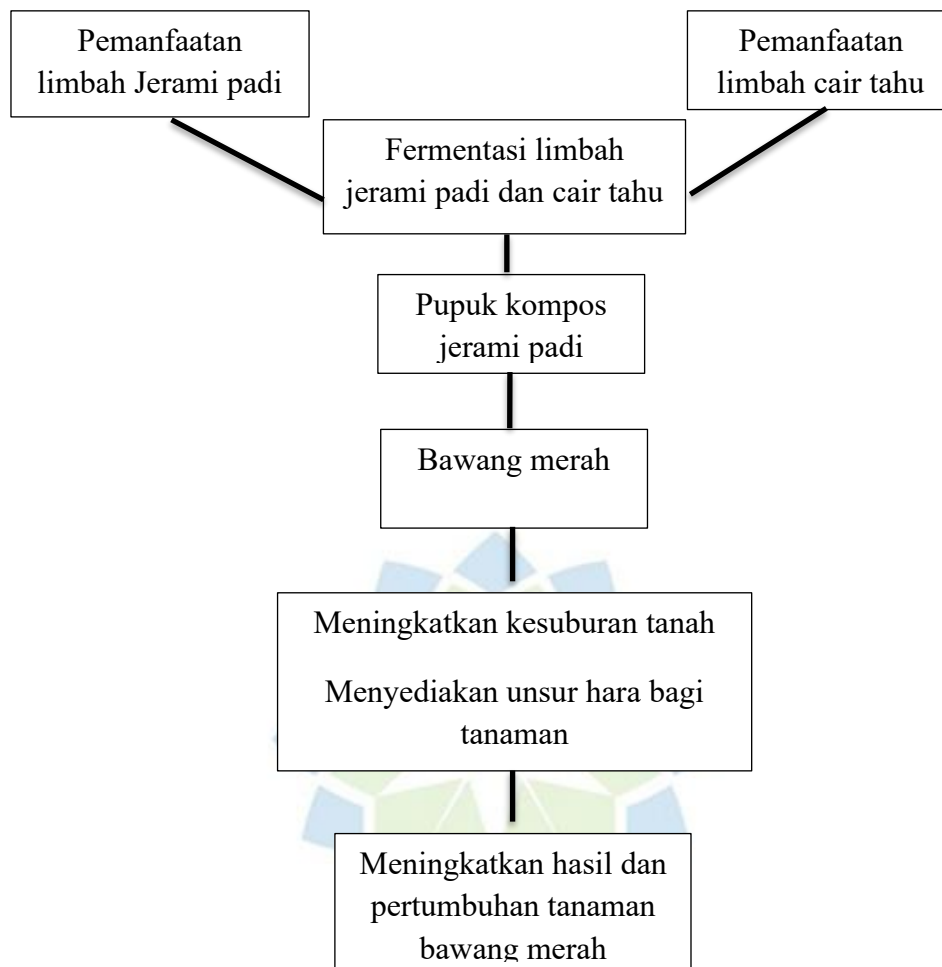 Pemanfaatan
limbah Jerami padi
Pemanfaatan
limbah cair tahu
Fermentasi limbah
jerami padi dan cair tahu
Pupuk kompos
jerami padi
Bawang merah
Meningkatkan kesuburan tanah
Menyediakan unsur hara bagi
tanaman
Meningkatkan hasil dan
pertumbuhan tanaman
bawang merah